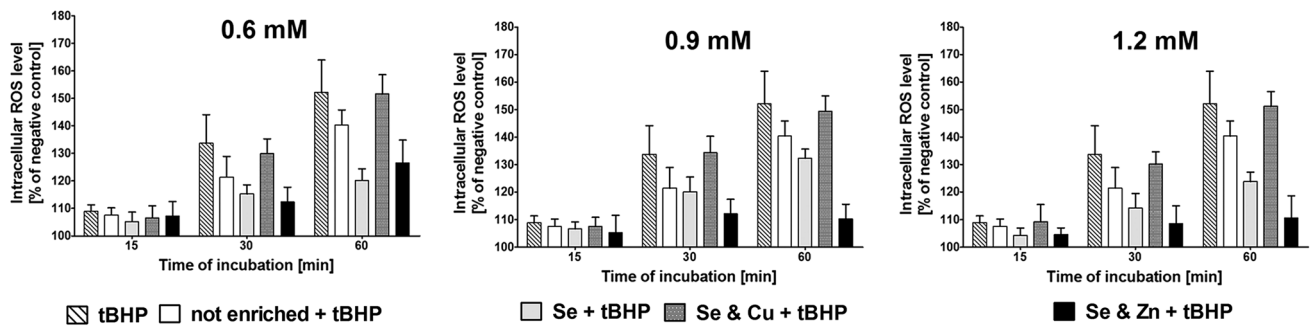 0.6 mM
Intracellular ROS level
[% of negative control]
180
170
160
150
140
130
120
110
100
15
30
60
Time of incubation [min]
0.9 mM
Intracellular ROS level
[% of negative control]
180
170
160
150
140
130
120
110
100
15
30
60
Time of incubation [min]
1.2 mM
Intracellular ROS level
[% of negative control]
180
170
160
150
140
130
120
110
100
15
30
60
Time of incubation [min]
tBHP
not enriched + tBHP
Se + tBHP
Se & Cu + tBHP
Se & Zn + tBHP